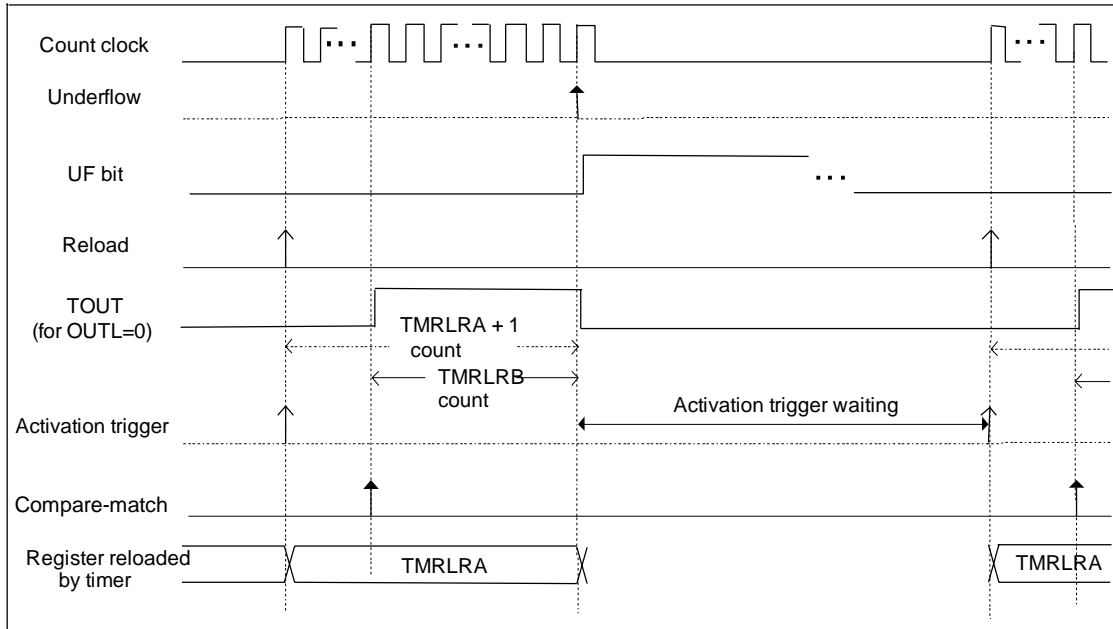 Count clock
Underflow
UF bit
Reload
TOUT
(for OUTL=0)
TMRLRA + 1
count
TMRLRB
count
Activation trigger waiting
Activation trigger
Compare-match
Register reloaded
by timer
TMRLRA
TMRLRA